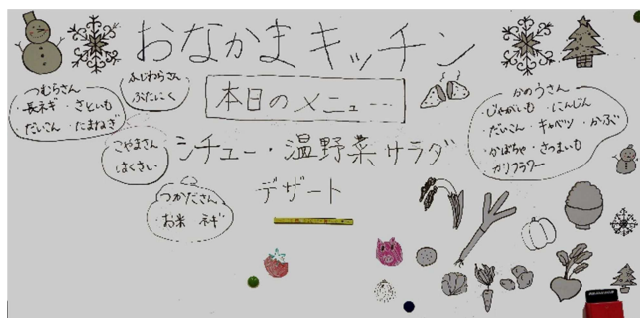 おなかまキッチン
本日のメニュー
シチュー・温野菜サラダ
デザート
つむらさん
長ネギ・さといも
だいこん・たまねぎ
ふじわらさん
ぶたにく
こやまさん
はくさい
つかださん
お米 ネギ
かのうさん
・じゃがいも・にんじん
・だいこん・キャベツ・かぶ
・かぼちゃ・さつまいも
カリフラワー